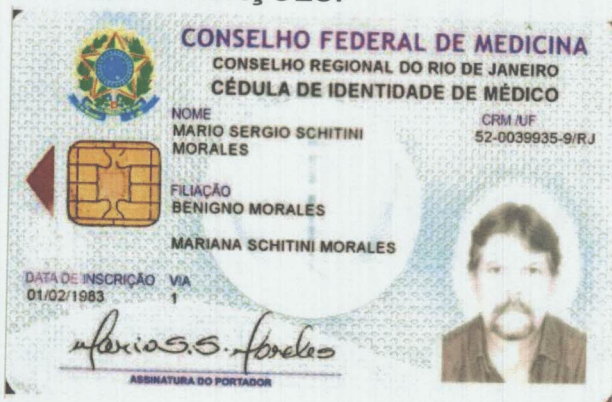 CONSELHO FEDERAL DE MEDICINA
CONSELHO REGIONAL DO RIO DE JANEIRO
CÉDULA DE IDENTIDADE DE MÉDICO
NOME
MARIO SERGIO SCHITINI
MORALES
CRM /UF
52-0039935-9/RJ
FILIAÇÃO
BENIGNO MORALES
MARIANA SCHITINI MORALES
DATA DE INSCRIÇÃO VIA
01/02/1983 1
Mario S. S. Morales
ASSINATURA DO PORTADOR